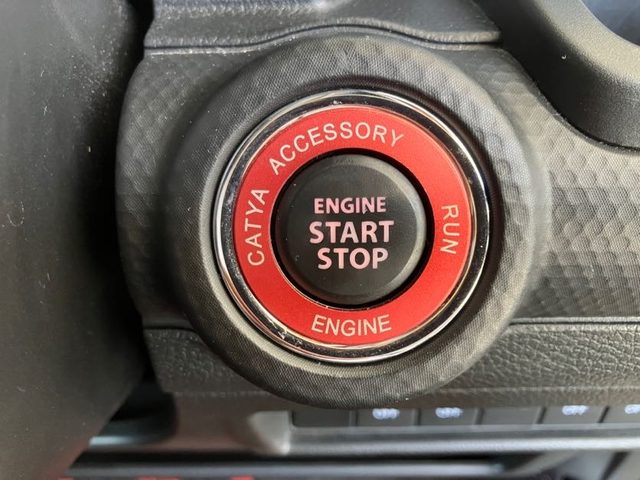 CATYA ACCESSORY
RUN
ENGINE
ENGINE
START
STOP